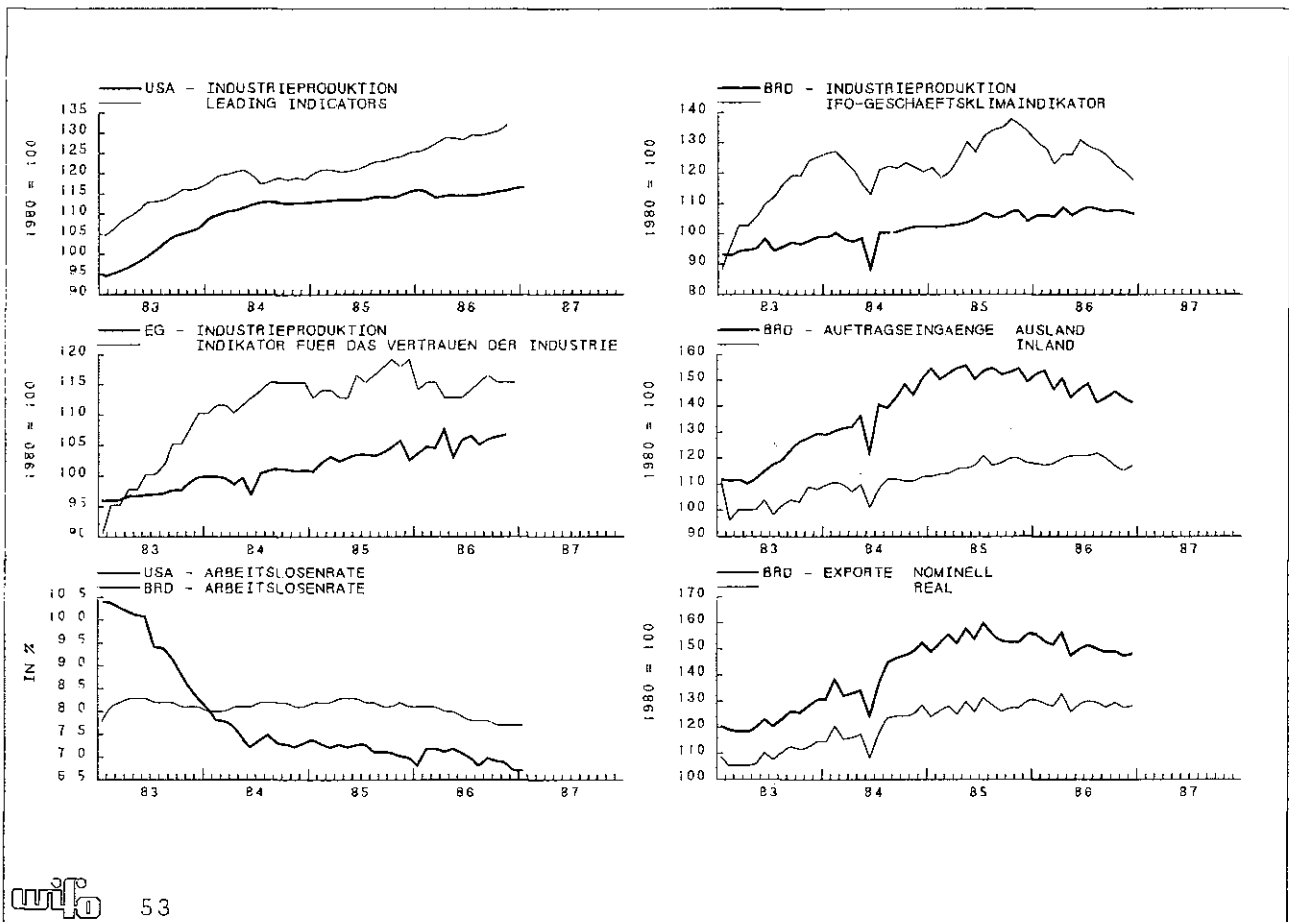 USA - INDUSTRIEPRODUKTION
LEADING INDICATORS
1980 = 100
135
130
125
120
115
110
105
100
95
90
83 84 85 86 87
BRD - INDUSTRIEPRODUKTION
IFO-GESCHAEFTSKLIMAINDIKATOR
1980 = 100
140
130
120
110
100
90
80
83 84 85 86 87
EG - INDUSTRIEPRODUKTION
INDIKATOR FUER DAS VERTRAUEN DER INDUSTRIE
1980 = 100
120
115
110
105
100
95
90
83 84 85 86 87
BRD - AUFTRAGSEINGAENGE AUSLAND
INLAND
1980 = 100
160
150
140
130
120
110
100
90
83 84 85 86 87
USA - ARBEITSLOSENRATE
BRD - ARBEITSLOSENRATE
IN %
10 5
10 0
9 5
9 0
8 5
8 0
7 5
7 0
6 5
83 84 85 86 87
BRD - EXPORTE NOMINELL
REAL
1980 = 100
170
160
150
140
130
120
110
100
83 84 85 86 87
wifo 53